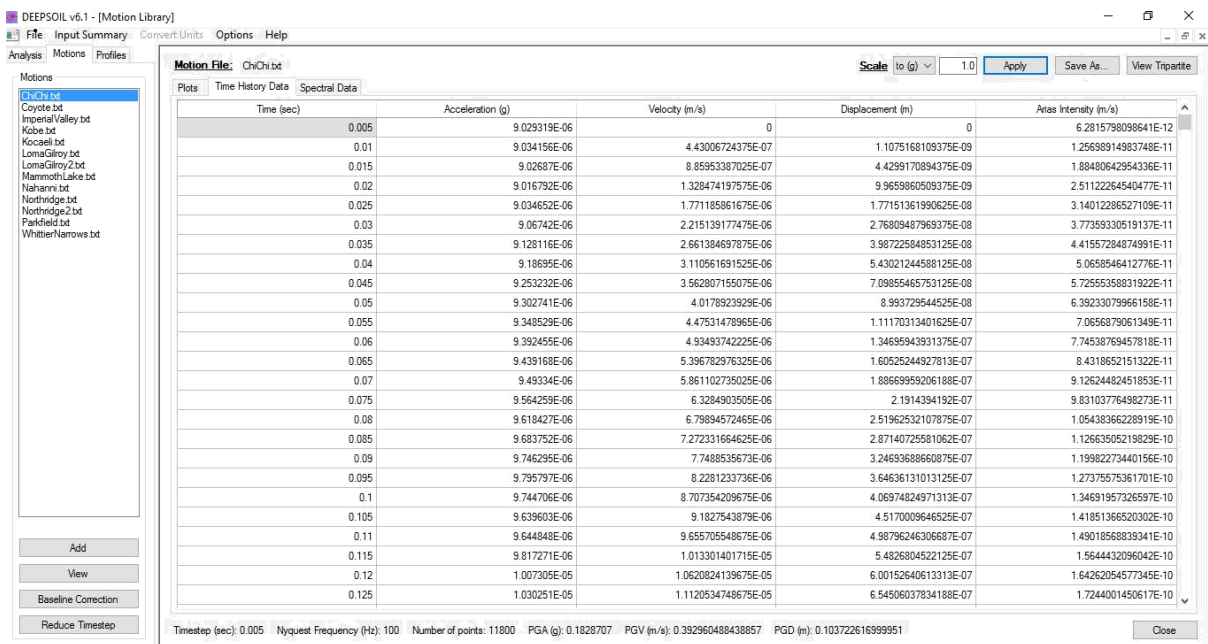 DEEPSOIL v6.1 - [Motion Library]
File Input Summary Convert Units Options Help
Analysis Motions Profiles
Motions
ChiChi.txt
Coyote.txt
ImperialValley.txt
Kobe.txt
Kocaeli.txt
LomaGilroy.txt
LomaGilroy2.txt
MammothLake.txt
Nahanni.txt
Northridge.txt
Northridge2.txt
Parkfield.txt
WhittierNarrows.txt
Add
View
Baseline Correction
Reduce Timestep
Motion File: ChiChi.txt Scale to (g) 1.0 Apply Save As... View Tripartite
Plots Time History Data Spectral Data
Time (sec) Acceleration (g) Velocity (m/s) Displacement (m) Arias Intensity (m/s)
0.005 9.029319E-06 0 0 6.2815798098641E-12
0.01 9.034156E-06 4.43006724375E-07 1.1075168109375E-09 1.25698914983748E-11
0.015 9.02687E-06 8.85953387025E-07 4.4299170894375E-09 1.88480642954336E-11
0.02 9.016792E-06 1.328474197575E-06 9.9659860509375E-09 2.51122264540477E-11
0.025 9.034652E-06 1.771185861675E-06 1.77151361990625E-08 3.14012286527109E-11
0.03 9.06742E-06 2.215139177475E-06 2.76809487969375E-08 3.77359330519137E-11
0.035 9.128116E-06 2.661384697875E-06 3.98722584853125E-08 4.41557284874991E-11
0.04 9.18695E-06 3.110561691525E-06 5.43021244588125E-08 5.0658546412776E-11
0.045 9.253232E-06 3.562807155075E-06 7.09855465753125E-08 5.72555358831922E-11
0.05 9.302741E-06 4.0178923929E-06 8.993729544525E-08 6.39233079966158E-11
0.055 9.348529E-06 4.47531478965E-06 1.11170313401625E-07 7.0656879061349E-11
0.06 9.392455E-06 4.93493742225E-06 1.34695943931375E-07 7.74538769457818E-11
0.065 9.439168E-06 5.396782976325E-06 1.60525244927813E-07 8.4318652151322E-11
0.07 9.49334E-06 5.861102735025E-06 1.88669959206188E-07 9.12624482451853E-11
0.075 9.564259E-06 6.3284903505E-06 2.1914394192E-07 9.83103776498273E-11
0.08 9.618427E-06 6.79894572465E-06 2.51962532107875E-07 1.05438366228919E-10
0.085 9.683752E-06 7.272331664625E-06 2.87140725581062E-07 1.12663505219829E-10
0.09 9.746295E-06 7.7488535673E-06 3.24693688660875E-07 1.19982273440156E-10
0.095 9.795797E-06 8.2281233736E-06 3.64636131013125E-07 1.27375575361701E-10
0.1 9.744706E-06 8.707354209675E-06 4.06974824971313E-07 1.34691957326597E-10
0.105 9.639603E-06 9.1827543879E-06 4.5170009646525E-07 1.41851366520302E-10
0.11 9.644848E-06 9.655705548675E-06 4.98796246306687E-07 1.49018568839341E-10
0.115 9.817271E-06 1.013301401715E-05 5.4826804522125E-07 1.5644432096042E-10
0.12 1.007305E-05 1.0620824139675E-05 6.00152640613313E-07 1.64262054577345E-10
0.125 1.030251E-05 1.1120534748675E-05 6.54506037834188E-07 1.7244001450617E-10
Timestep (sec): 0.005 Nyquest Frequency (Hz): 100 Number of points: 11800 PGA (g): 0.1828707 PGV (m/s): 0.392960488438857 PGD (m): 0.103722616999951
Close